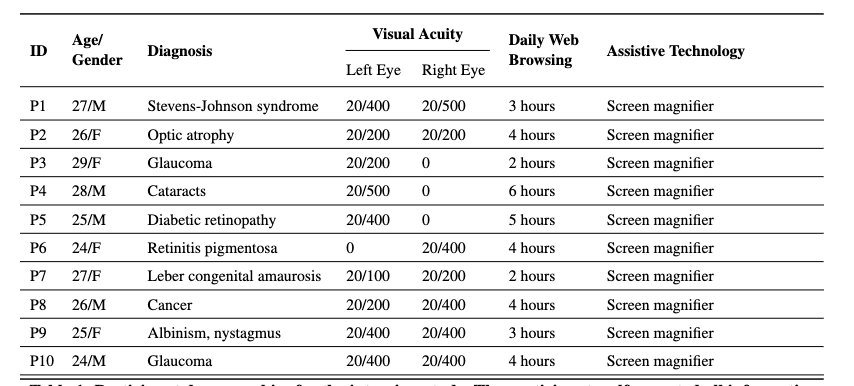 ID Age/ Gender Diagnosis Visual Acuity Daily Web Browsing Assistive Technology
Left Eye Right Eye
P1 27/M Stevens-Johnson syndrome 20/400 20/500 3 hours Screen magnifier
P2 26/F Optic atrophy 20/200 20/200 4 hours Screen magnifier
P3 29/F Glaucoma 20/200 0 2 hours Screen magnifier
P4 28/M Cataracts 20/500 0 6 hours Screen magnifier
P5 25/M Diabetic retinopathy 20/400 0 5 hours Screen magnifier
P6 24/F Retinitis pigmentosa 0 20/400 4 hours Screen magnifier
P7 27/F Leber congenital amaurosis 20/100 20/200 2 hours Screen magnifier
P8 26/M Cancer 20/200 20/400 4 hours Screen magnifier
P9 25/F Albinism, nystagmus 20/400 20/400 3 hours Screen magnifier
P10 24/M Glaucoma 20/400 20/400 4 hours Screen magnifier